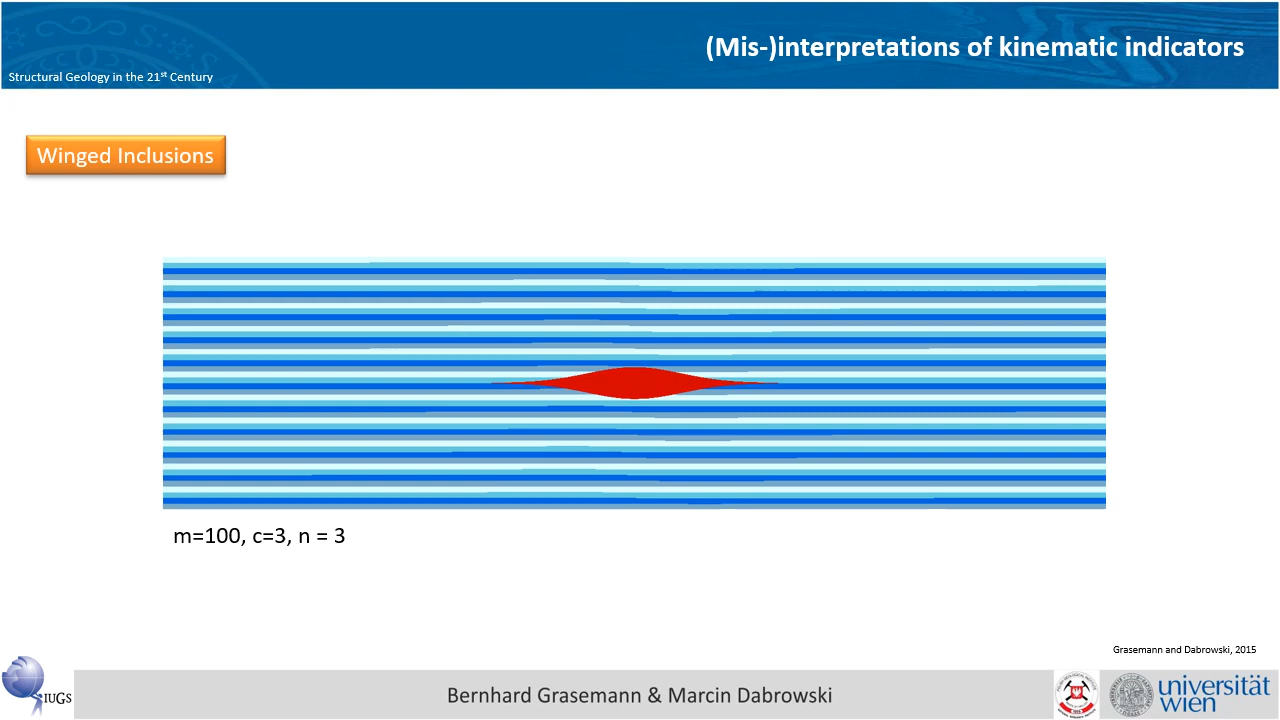 (Mis-)interpretations of kinematic indicators
Structural Geology in the 21st Century
Winged Inclusions
m=100, c=3, n = 3
Grasemann and Dabrowski, 2015
IUGS
Bernhard Grasemann & Marcin Dabrowski
universität
wien